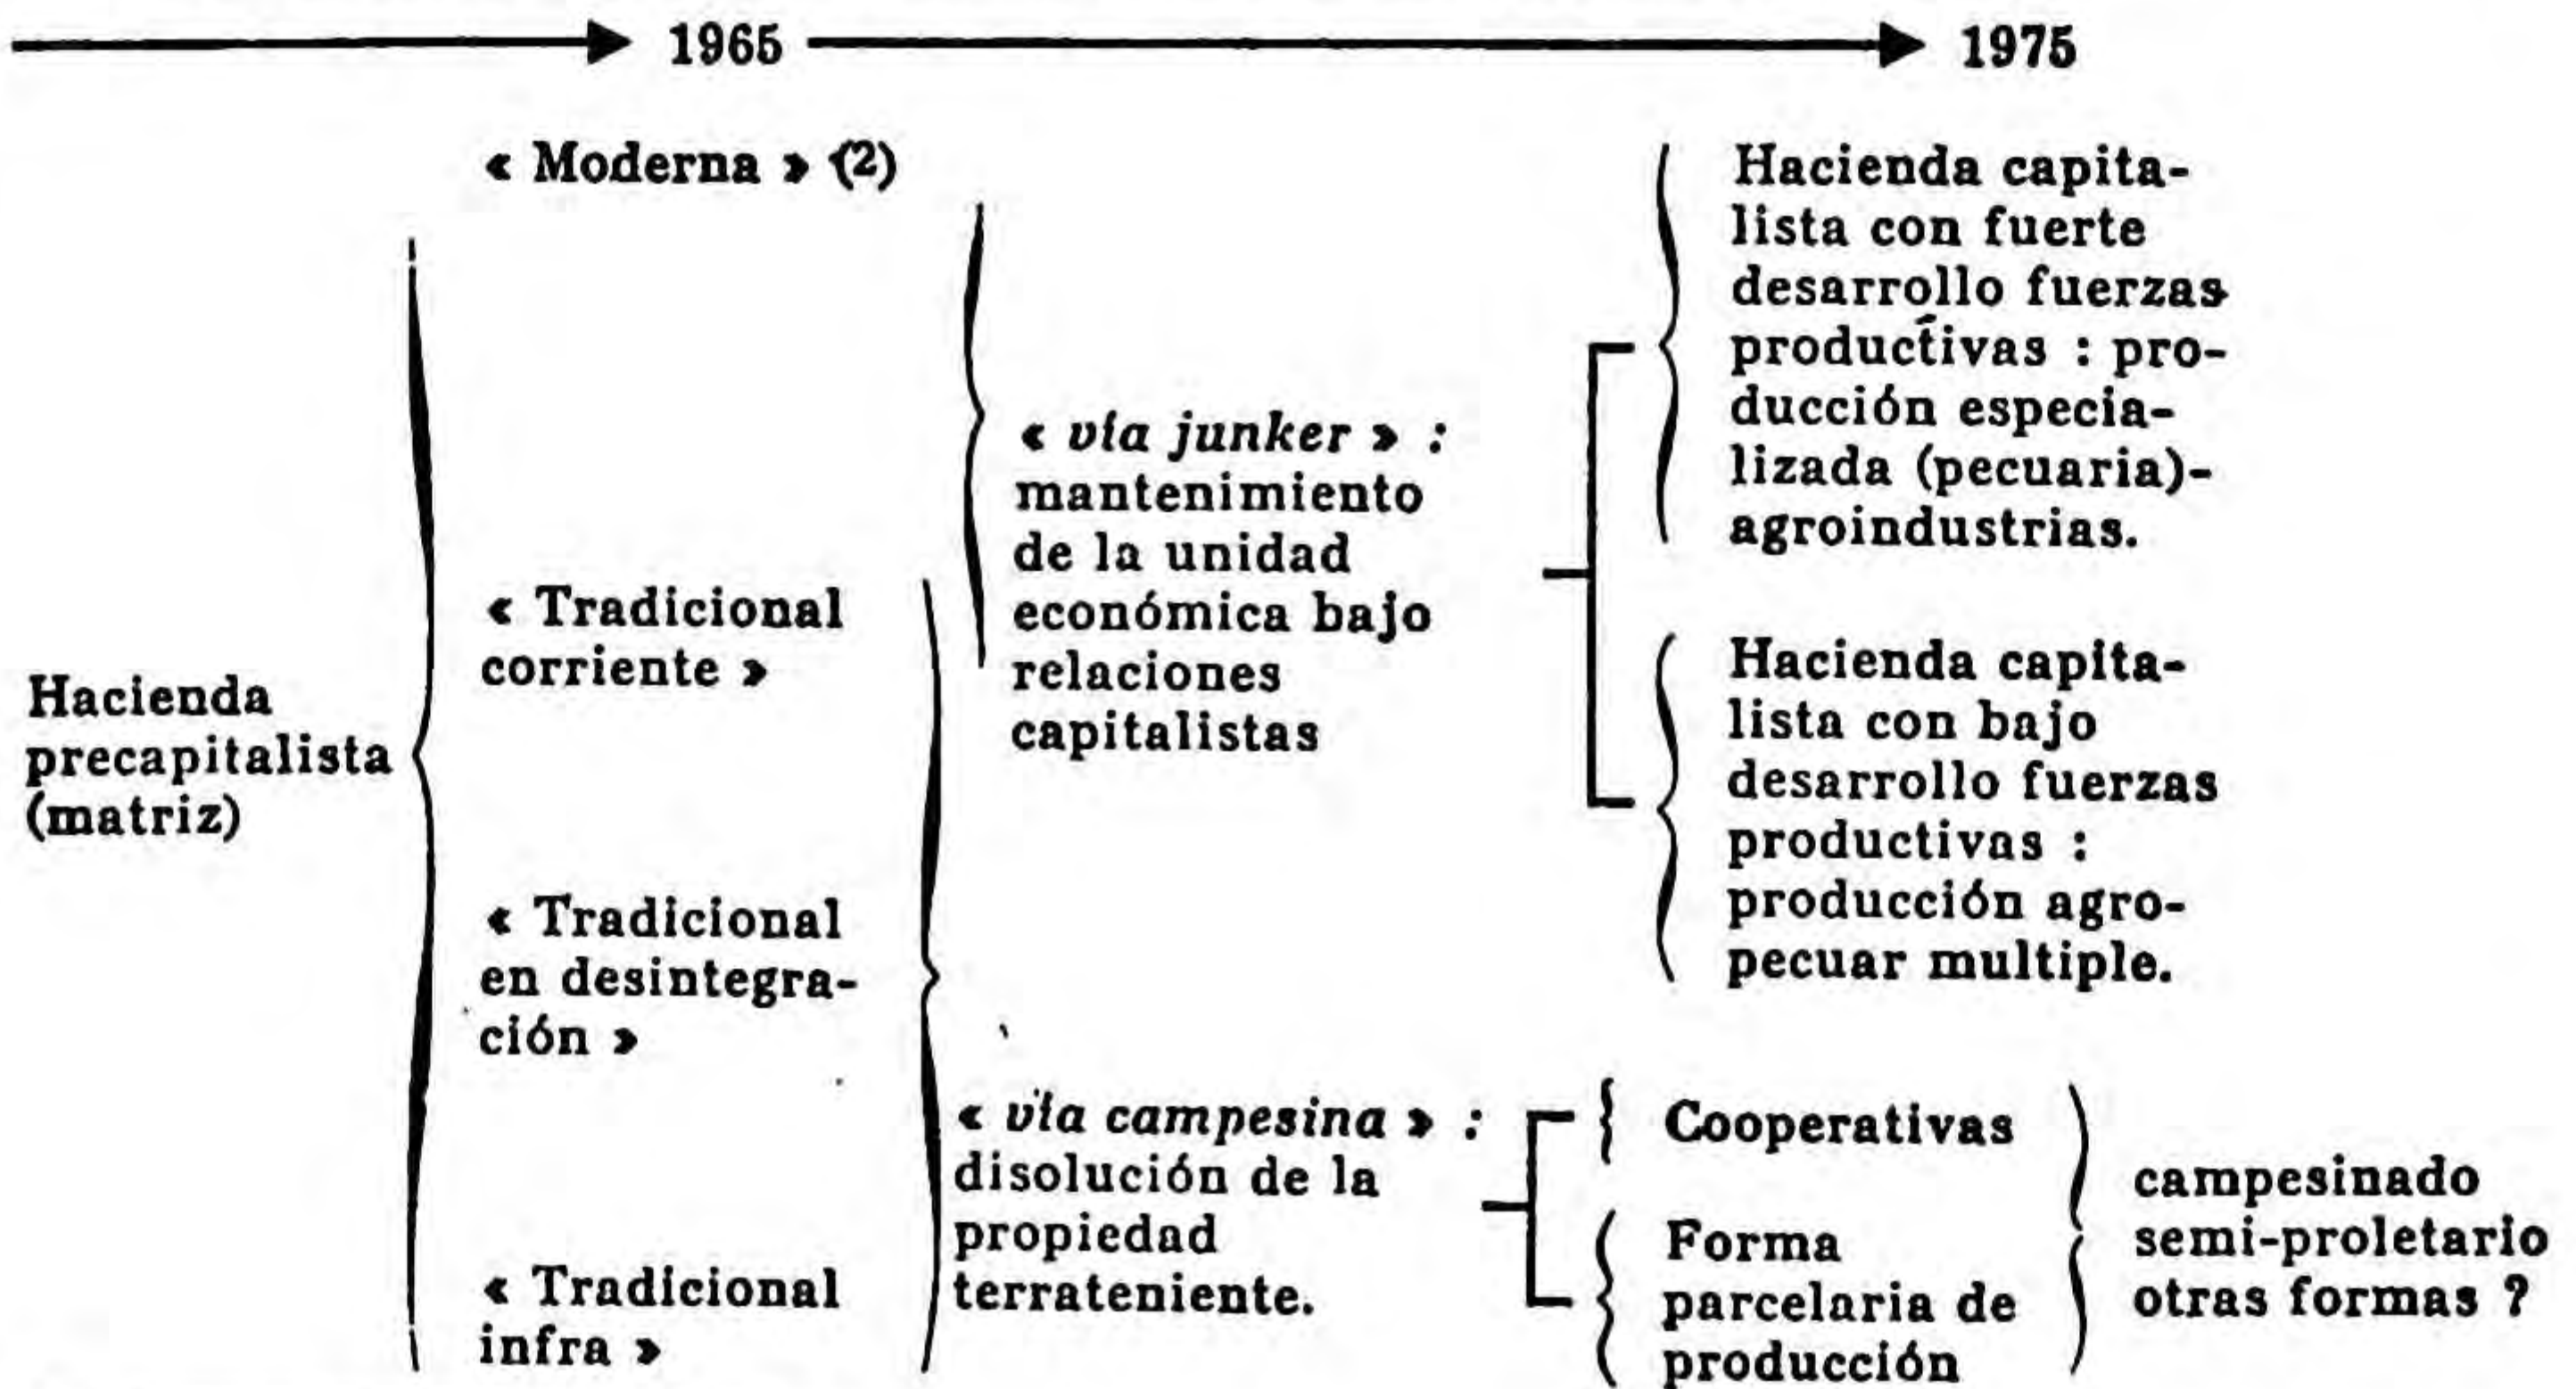 1965
1975
Hacienda
precapitalista
(matriz)
« Moderna » (2)
« Tradicional
corriente »
« Tradicional
en desintegra-
ción »
« Tradicional
infra »
« vía junker » :
mantenimiento
de la unidad
económica bajo
relaciones
capitalistas
« vía campesina » :
disolución de la
propiedad
terrateniente.
Hacienda capita-
lista con fuerte
desarrollo fuerzas
productivas : pro-
ducción especia-
lizada (pecuaria)-
agroindustrias.
Hacienda capita-
lista con bajo
desarrollo fuerzas
productivas :
producción agro-
pecuar multiple.
Cooperativas
Forma
parcelaria de
producción
campesinado
semi-proletario
otras formas ?